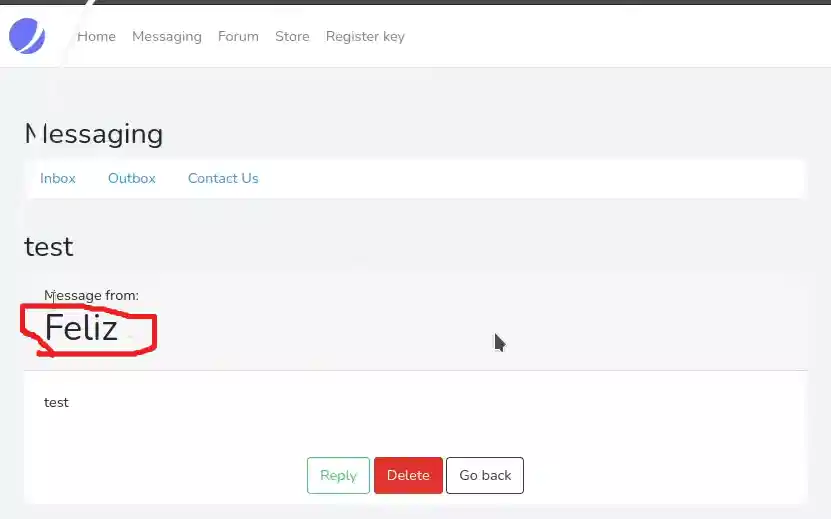 Home Messaging Forum Store Register key
Messaging
Inbox Outbox Contact Us
test
Message from:
Feliz
test
Reply Delete Go back